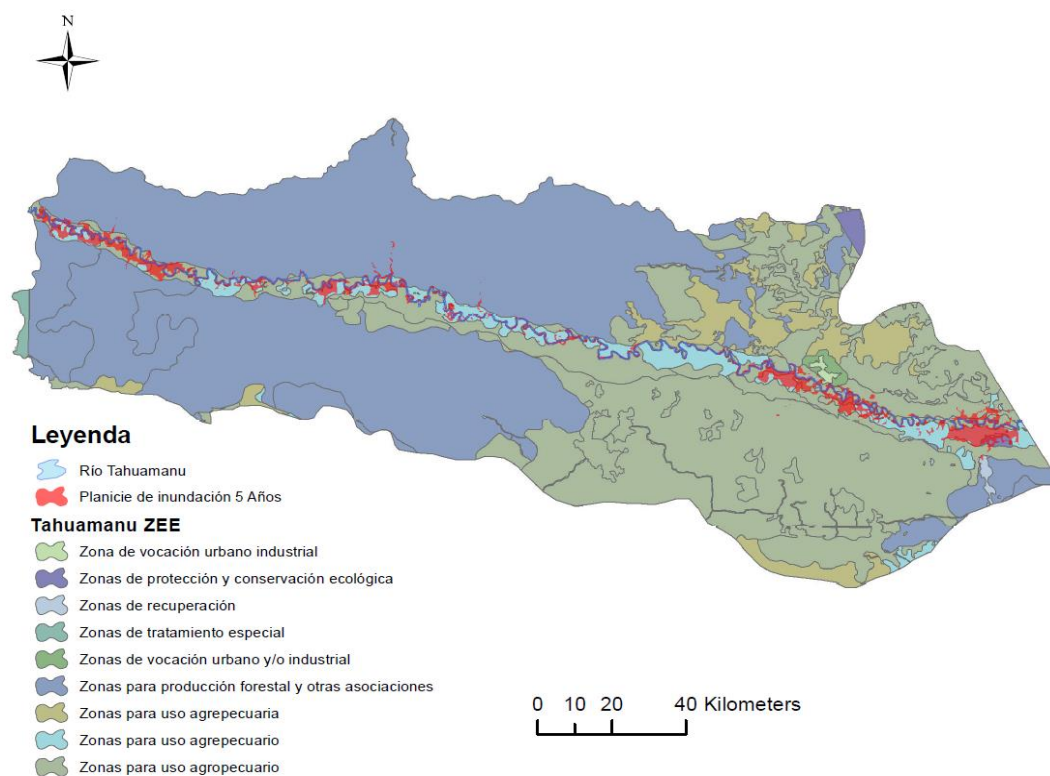 N
Leyenda
Río Tahuamanu
Planicie de inundación 5 Años
Tahuamanu ZEE
Zona de vocación urbano industrial
Zonas de protección y conservación ecológica
Zonas de recuperación
Zonas de tratamiento especial
Zonas de vocación urbano y/o industrial
Zonas para producción forestal y otras asociaciones
Zonas para uso agrepecuaria
Zonas para uso agrepecuario
Zonas para uso agropecuario
0 10 20 40 Kilometers